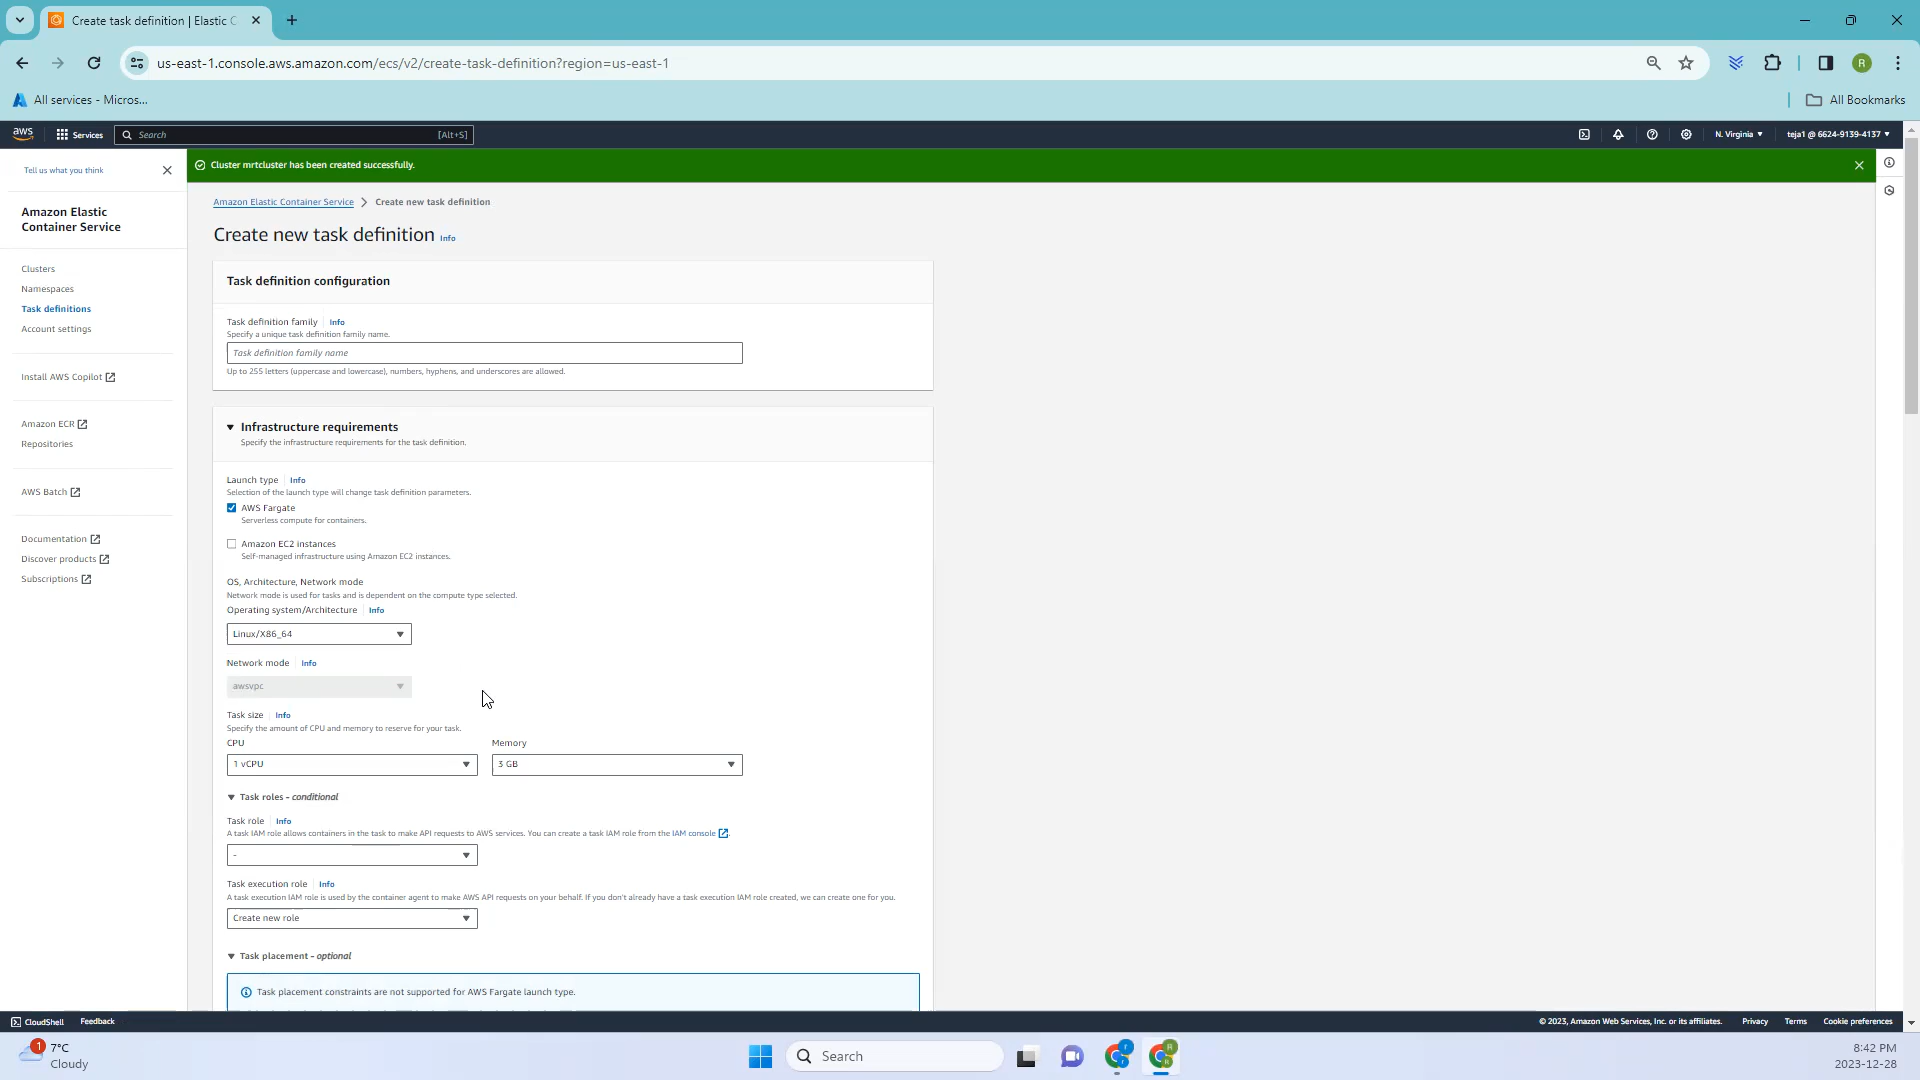 Create task definition | Elastic C
us-east-1.console.aws.amazon.com/ecs/v2/create-task-definition?region=us-east-1
R
All services - Micros...
All Bookmarks
aws
Services
Search
[Alt+S]
N. Virginia
teja1 @ 6624-9139-4137
Tell us what you think
Cluster mrtcluster has been created successfully.
Amazon Elastic
Container Service
Clusters
Namespaces
Task definitions
Account settings
Install AWS Copilot
Amazon ECR
Repositories
AWS Batch
Documentation
Discover products
Subscriptions
Amazon Elastic Container Service > Create new task definition
Create new task definition Info
Task definition configuration
Task definition family Info
Specify a unique task definition family name.
Task definition family name
Up to 255 letters (uppercase and lowercase), numbers, hyphens, and underscores are allowed.
Infrastructure requirements
Specify the infrastructure requirements for the task definition.
Launch type Info
Selection of the launch type will change task definition parameters.
AWS Fargate
Serverless compute for containers.
Amazon EC2 instances
Self-managed infrastructure using Amazon EC2 instances.
OS, Architecture, Network mode
Network mode is used for tasks and is dependent on the compute type selected.
Operating system/Architecture Info
Linux/X86_64
Network mode Info
awsvpc
Task size Info
Specify the amount of CPU and memory to reserve for your task.
CPU Memory
1 vCPU 3 GB
Task roles - conditional
Task role Info
A task IAM role allows containers in the task to make API requests to AWS services. You can create a task IAM role from the IAM console .
-
Task execution role Info
A task execution IAM role is used by the container agent to make AWS API requests on your behalf. If you don't already have a task execution IAM role created, we can create one for you.
Create new role
Task placement - optional
Task placement constraints are not supported for AWS Fargate launch type.
CloudShell Feedback
© 2023, Amazon Web Services, Inc. or its affiliates. Privacy Terms Cookie preferences
1
7°C
Cloudy
Search
8:42 PM
2023-12-28